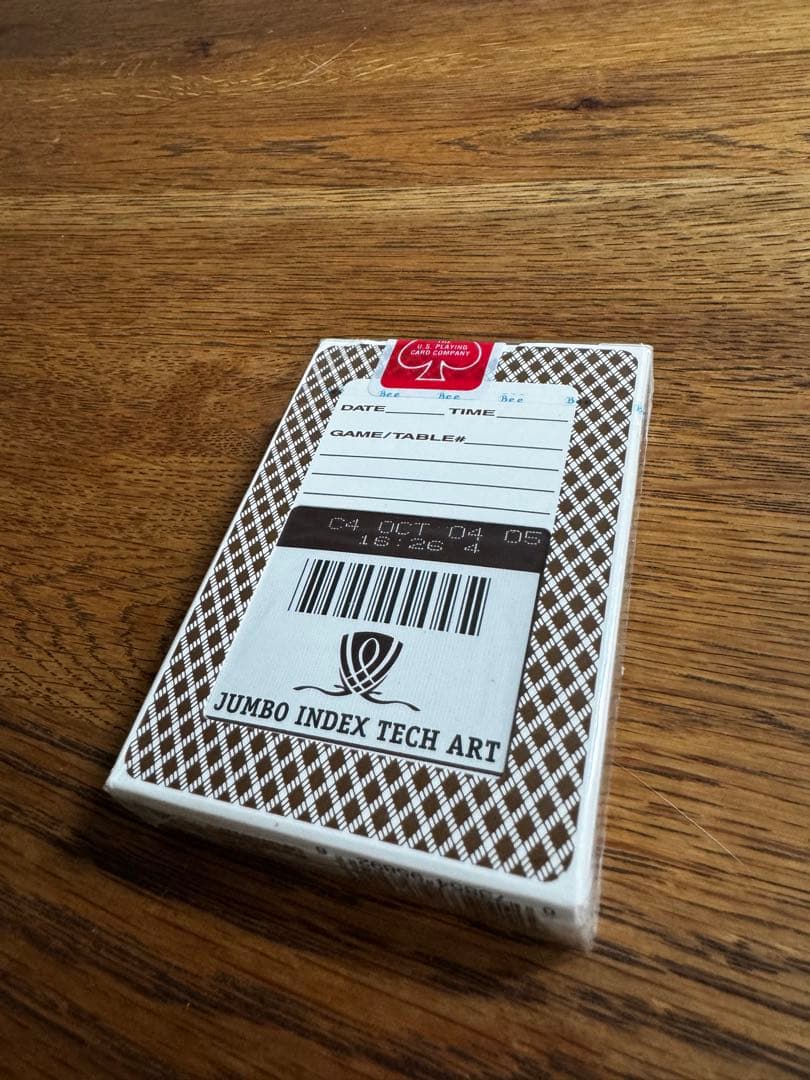 THE
U.S. PLAYING
CARD COMPANY
Bee Bee Bee
DATE TIME
GAME/TABLE#
C4 OCT 04 05
16:26 4
JUMBO INDEX TECH ART